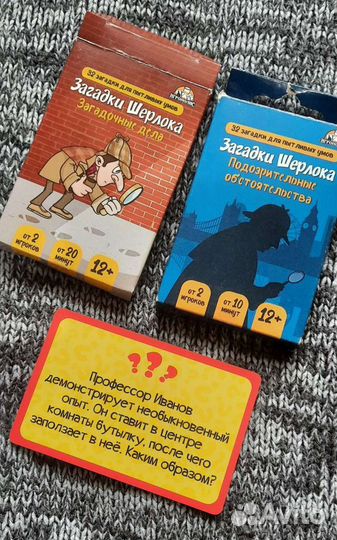 32 загадки для пытливых умов
Загадки Шерлока
Загадочные дела
от 2
игроков
от 20
минут
12+
32 загадки для пытливых умов
Загадки Шерлока
Подозрительные
обстоятельства
от 2
игроков
от 10
минут
12+
???
Профессор Иванов
демонстрирует необыкновенный
опыт. Он ставит в центре
комнаты бутылку, после чего
заползает в неё. Каким образом?
Avito